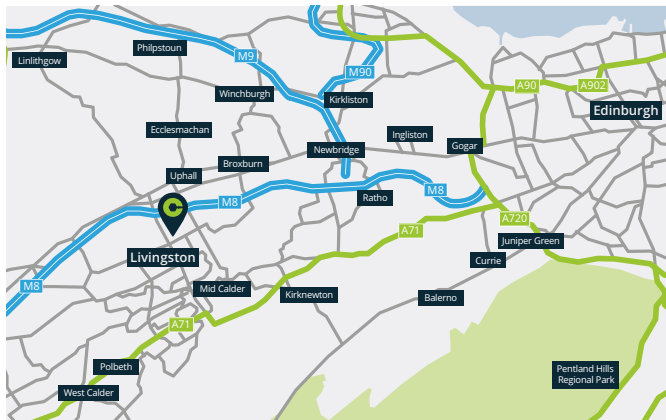 Philpstoun
Linlithgow
M9
M90
Winchburgh
Kirkliston
A90
A902
Edinburgh
Ecclesmachan
Ingliston
Newbridge
Gogar
Broxburn
Uphall
M8
Ratho
M8
A720
A71
Juniper Green
Livingston
Currie
M8
Mid Calder
Kirknewton
Balerno
A71
Polbeth
Pentland Hills
Regional Park
West Calder